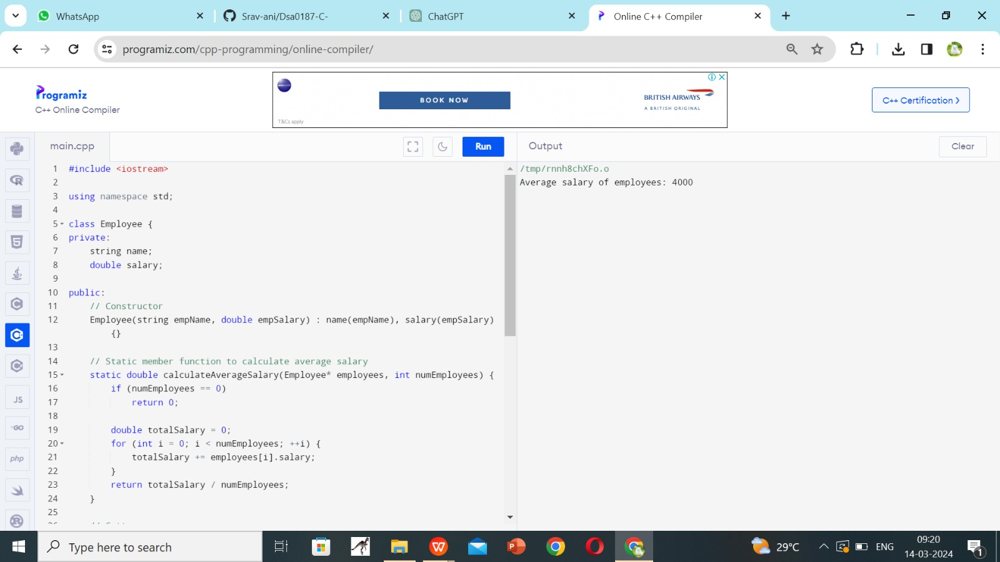 WhatsApp
Srav-ani/Dsa0187-C-
ChatGPT
Online C++ Compiler
programiz.com/cpp-programming/online-compiler/
Programiz
C++ Online Compiler
BOOK NOW
T&Cs apply
BRITISH AIRWAYS
A BRITISH ORIGINAL
C++ Certification >
main.cpp
Run
Output
Clear
1 #include <iostream>
2
3 using namespace std;
4
5 class Employee {
6 private:
7 string name;
8 double salary;
9
10 public:
11 // Constructor
12 Employee(string empName, double empSalary) : name(empName), salary(empSalary)
{}
13
14 // Static member function to calculate average salary
15 static double calculateAverageSalary(Employee* employees, int numEmployees) {
16 if (numEmployees == 0)
17 return 0;
18
19 double totalSalary = 0;
20 for (int i = 0; i < numEmployees; ++i) {
21 totalSalary += employees[i].salary;
22 }
23 return totalSalary / numEmployees;
24 }
25
/tmp/rnnh8chXFo.o
Average salary of employees: 4000
JS
GO
php
Type here to search
29°C
ENG
09:20
14-03-2024
1